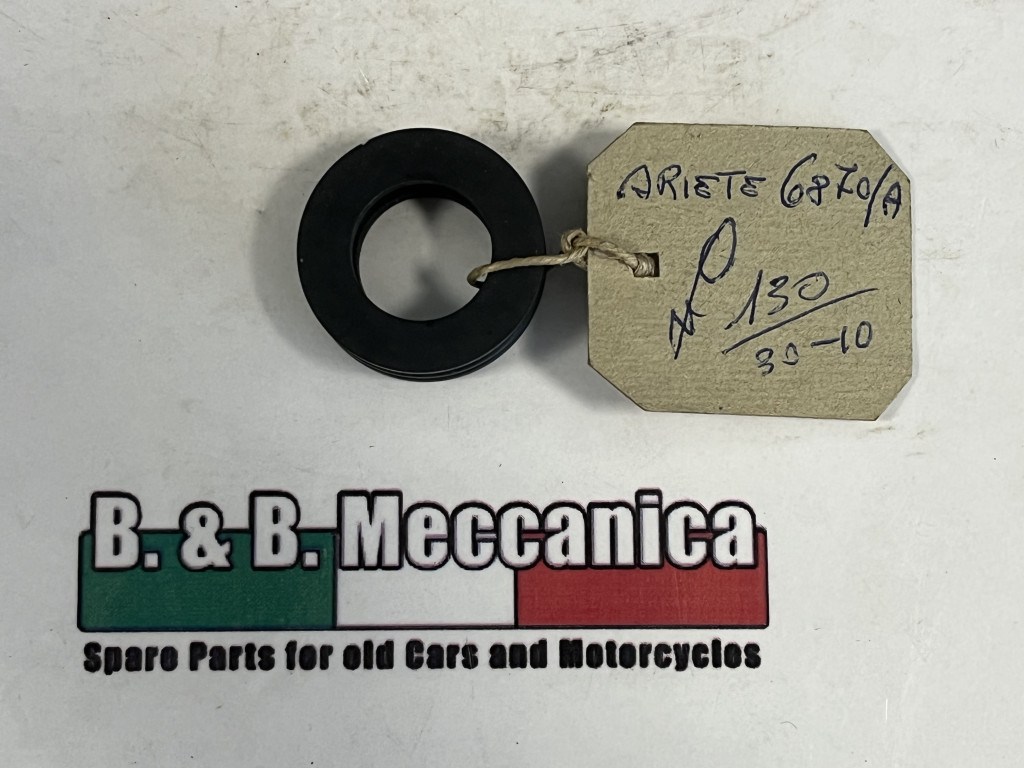 ARIETE 6870/A
130
30-10
B. & B. Meccanica
Spare Parts for old Cars and Motorcycles